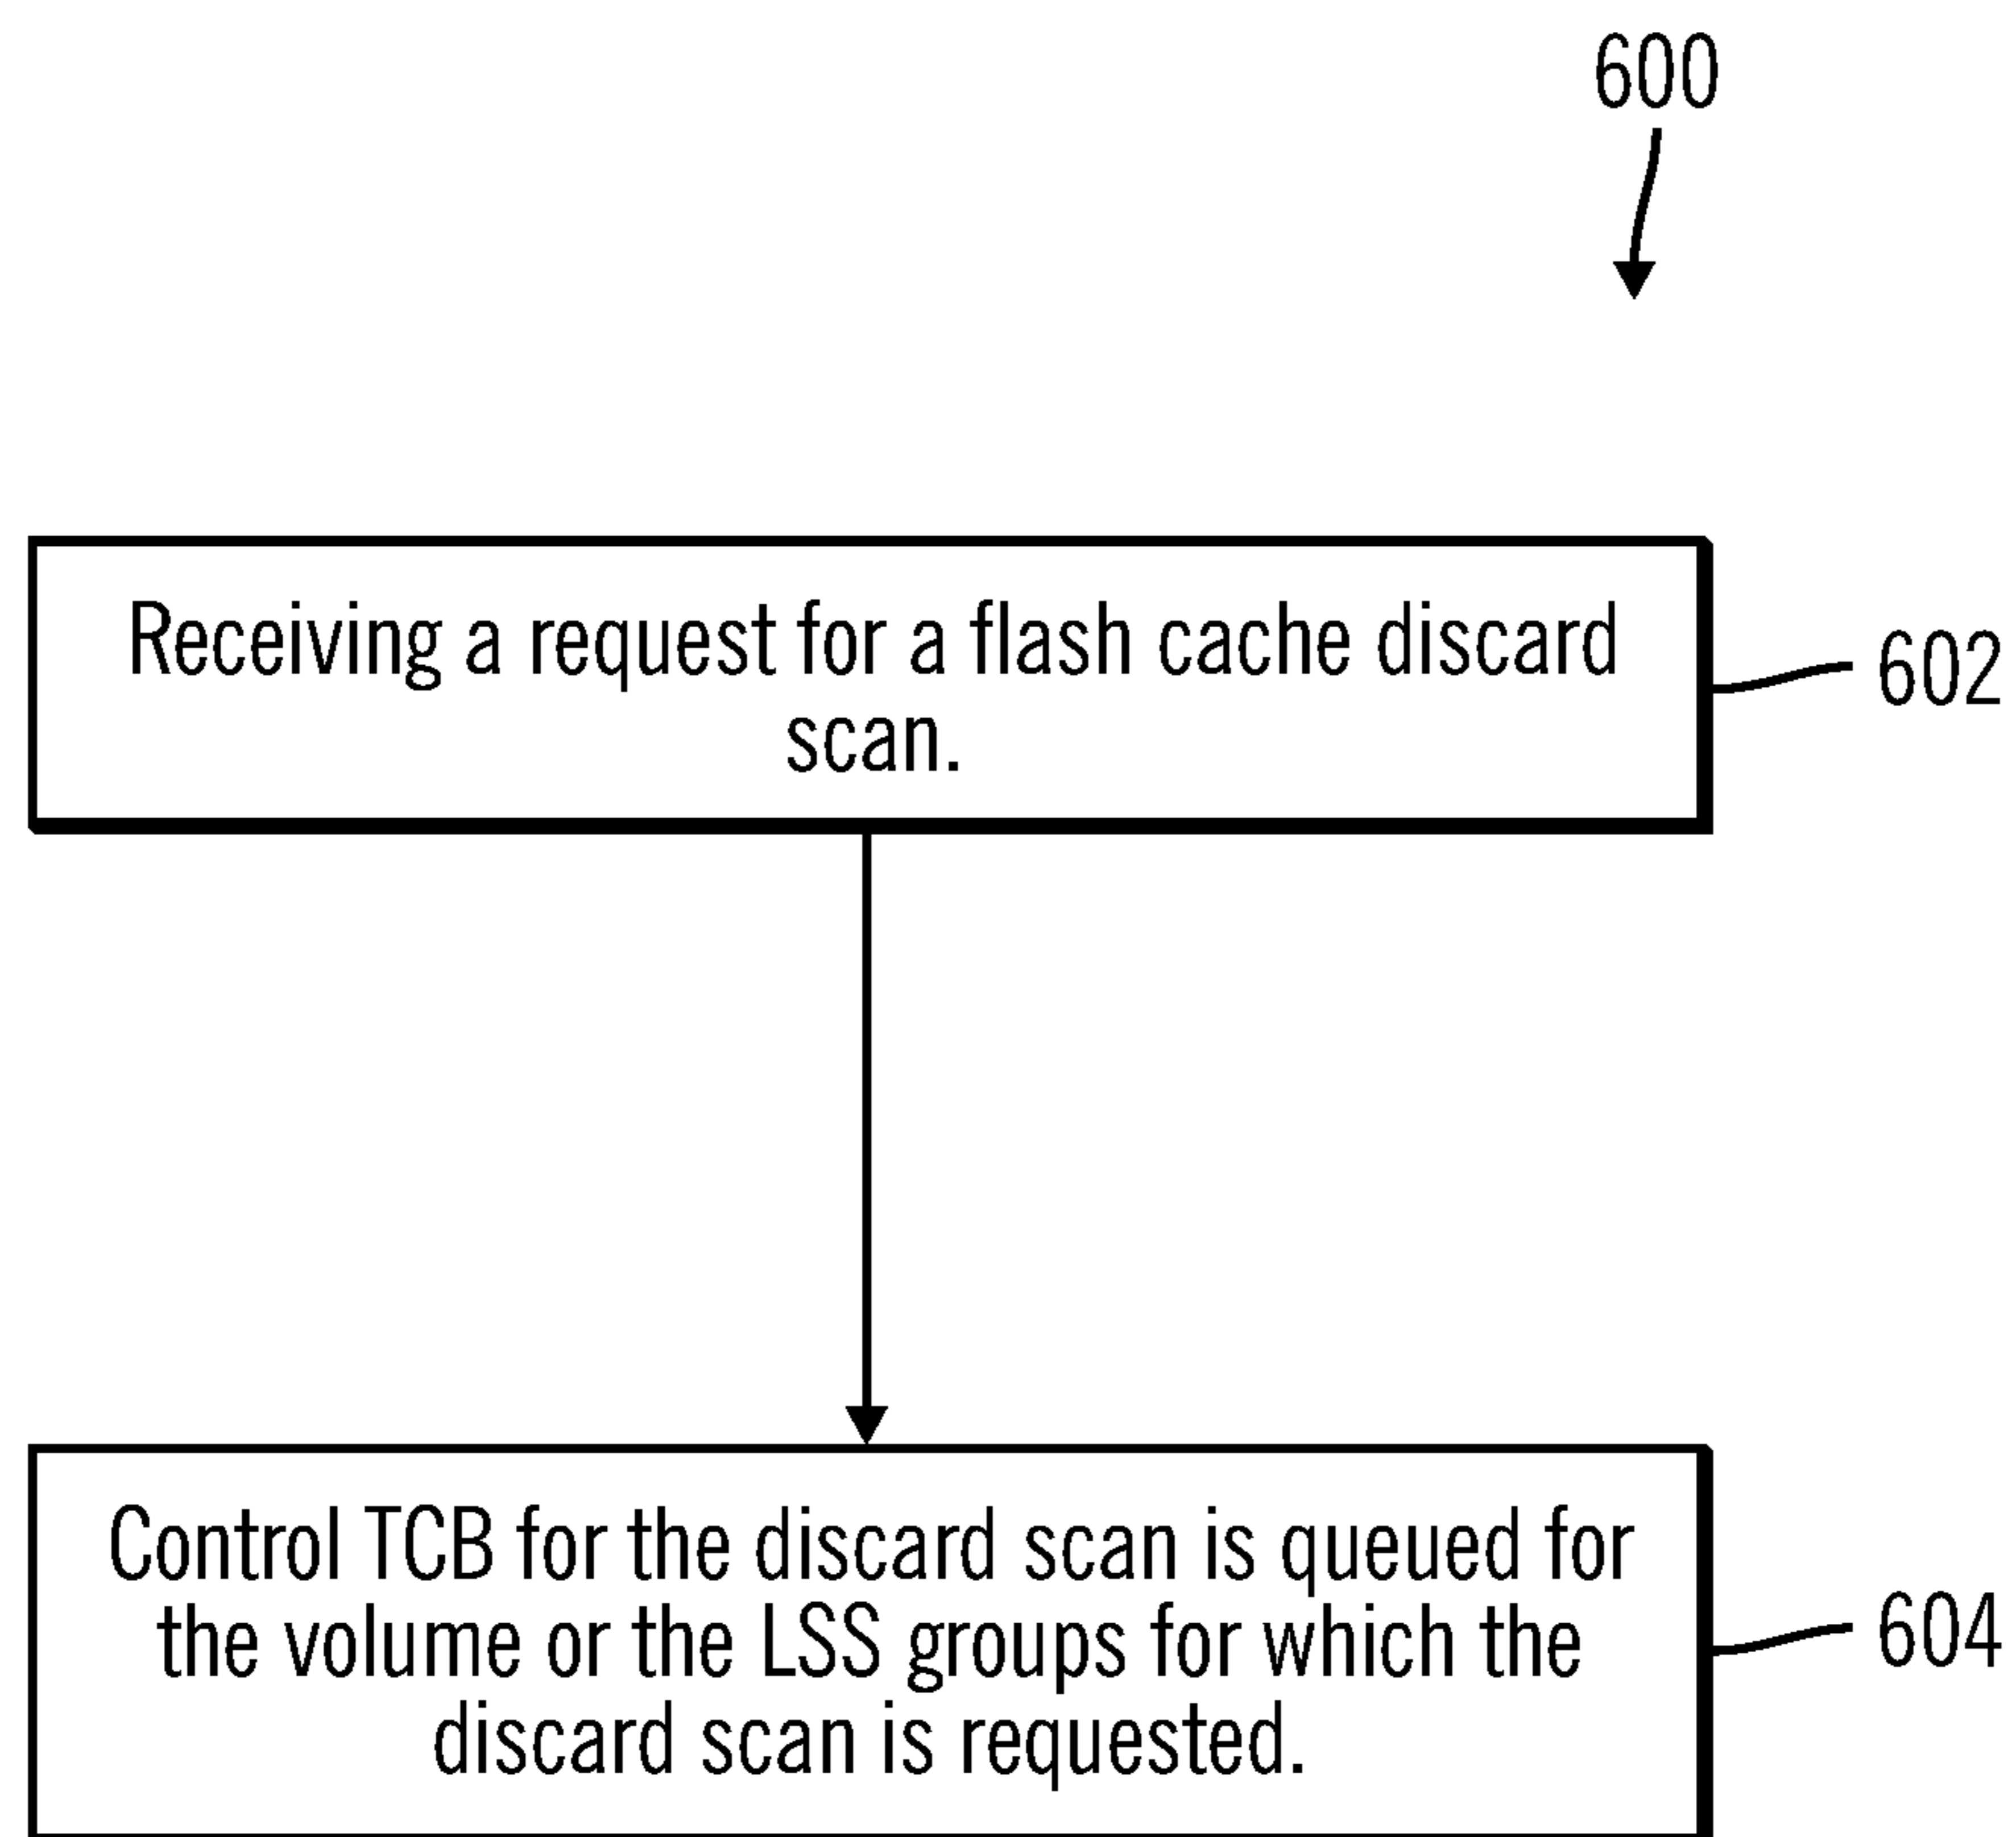 600
Receiving a request for a flash cache discard
scan.
602
Control TCB for the discard scan is queued for
the volume or the LSS groups for which the
discard scan is requested.
604